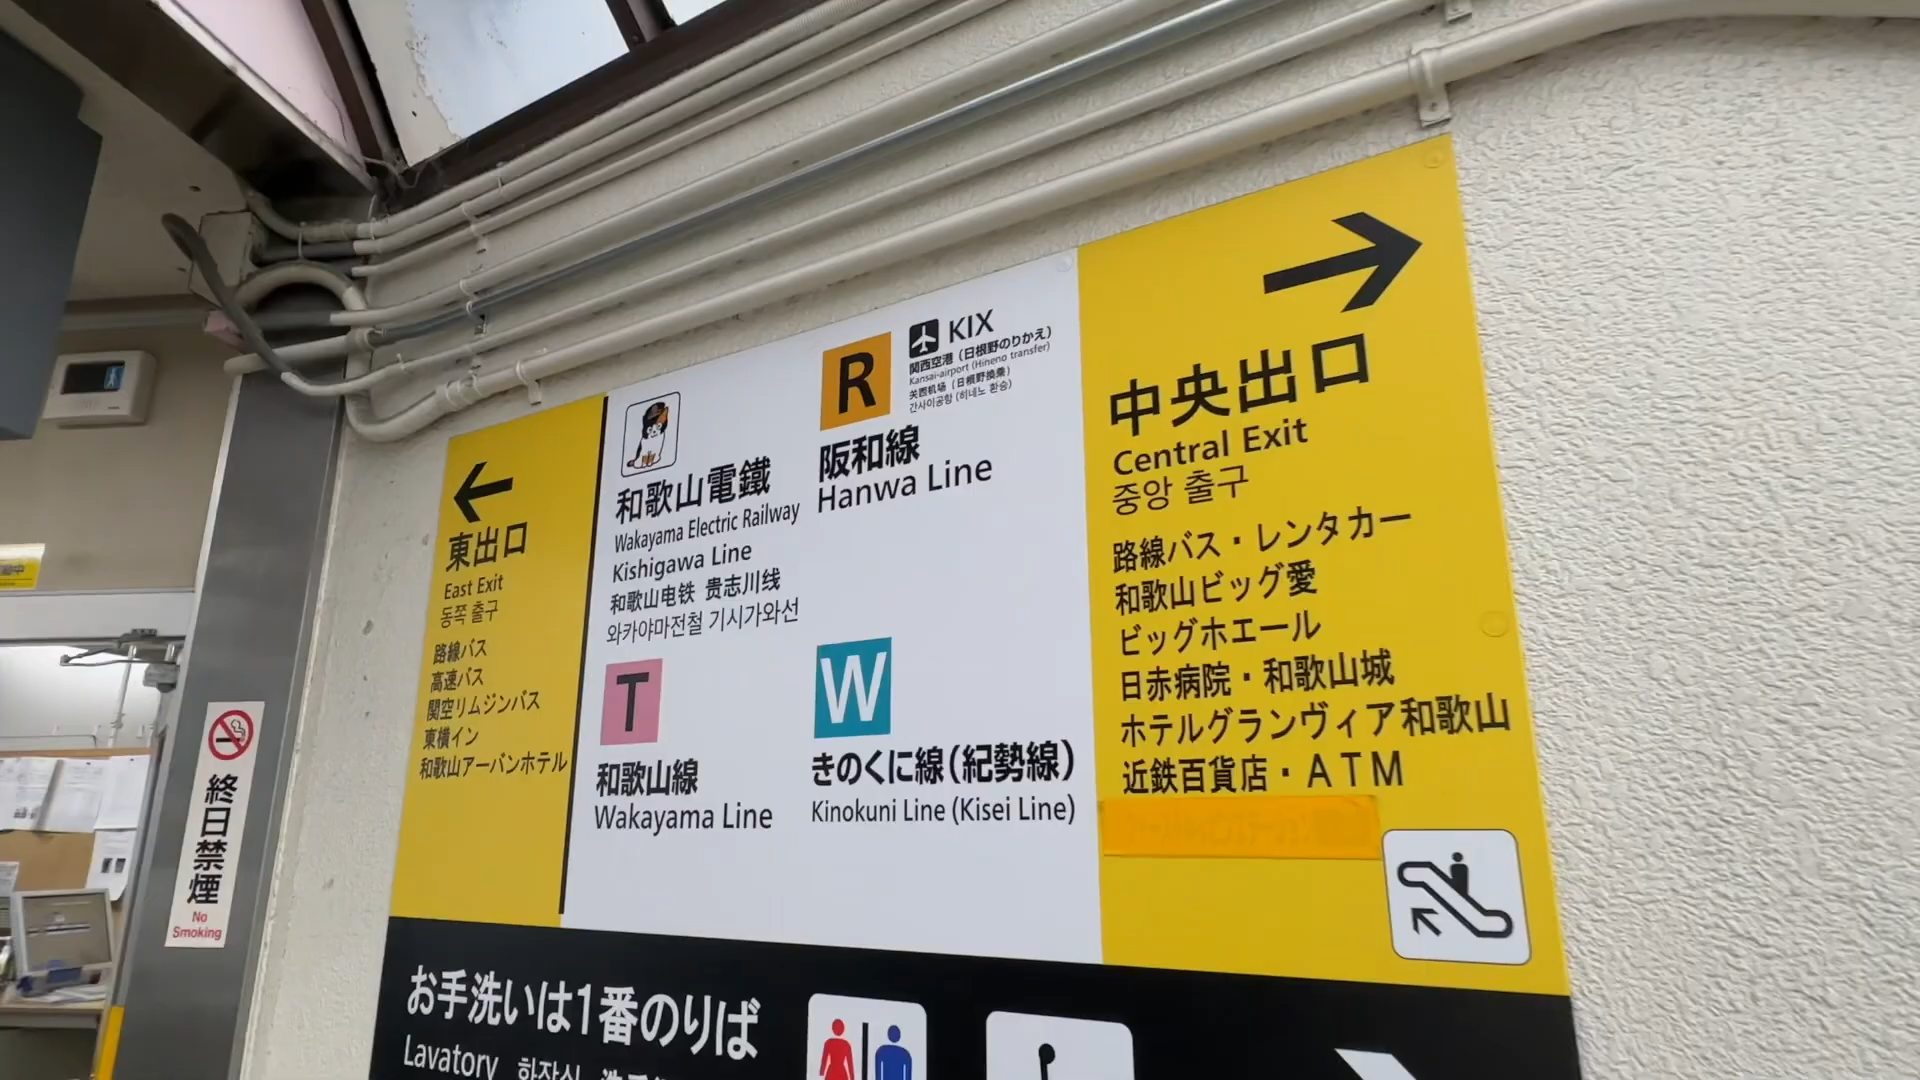 東出口
East Exit
동쪽 출구
路線バス
高速バス
関空リムジンバス
東横イン
和歌山アーバンホテル
和歌山電鐵
Wakayama Electric Railway
Kishigawa Line
和歌山电铁 贵志川线
와카야마전철 기시가와선
R
KIX
関西空港（日根野のりかえ）
Kansai-airport (Hineno transfer)
关西机场（日根野换乘）
간사이공항 (히네노 환승)
阪和線
Hanwa Line
T
和歌山線
Wakayama Line
W
きのくに線（紀勢線）
Kinokuni Line (Kisei Line)
中央出口
Central Exit
중앙 출구
路線バス・レンタカー
和歌山ビッグ愛
ビッグホエール
日赤病院・和歌山城
ホテルグランヴィア和歌山
近鉄百貨店・ATM
お手洗いは1番のりば
Lavatory 화장실
終日禁煙
No
Smoking